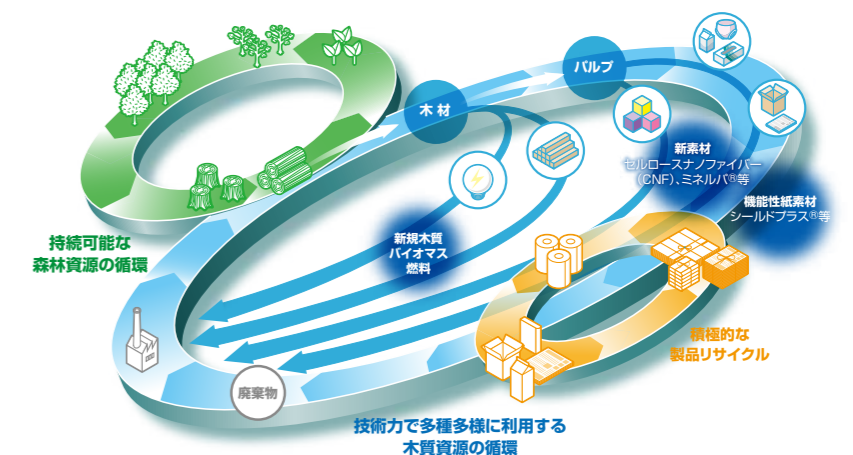 木材
パルプ
新素材
セルロースナノファイバー
（CNF）、ミネルパ®等
機能性紙素材
シールドプラス®等
新規木質
バイオマス
燃料
持続可能な
森林資源の循環
積極的な
製品リサイクル
廃棄物
技術力で多種多様に利用する
木質資源の循環